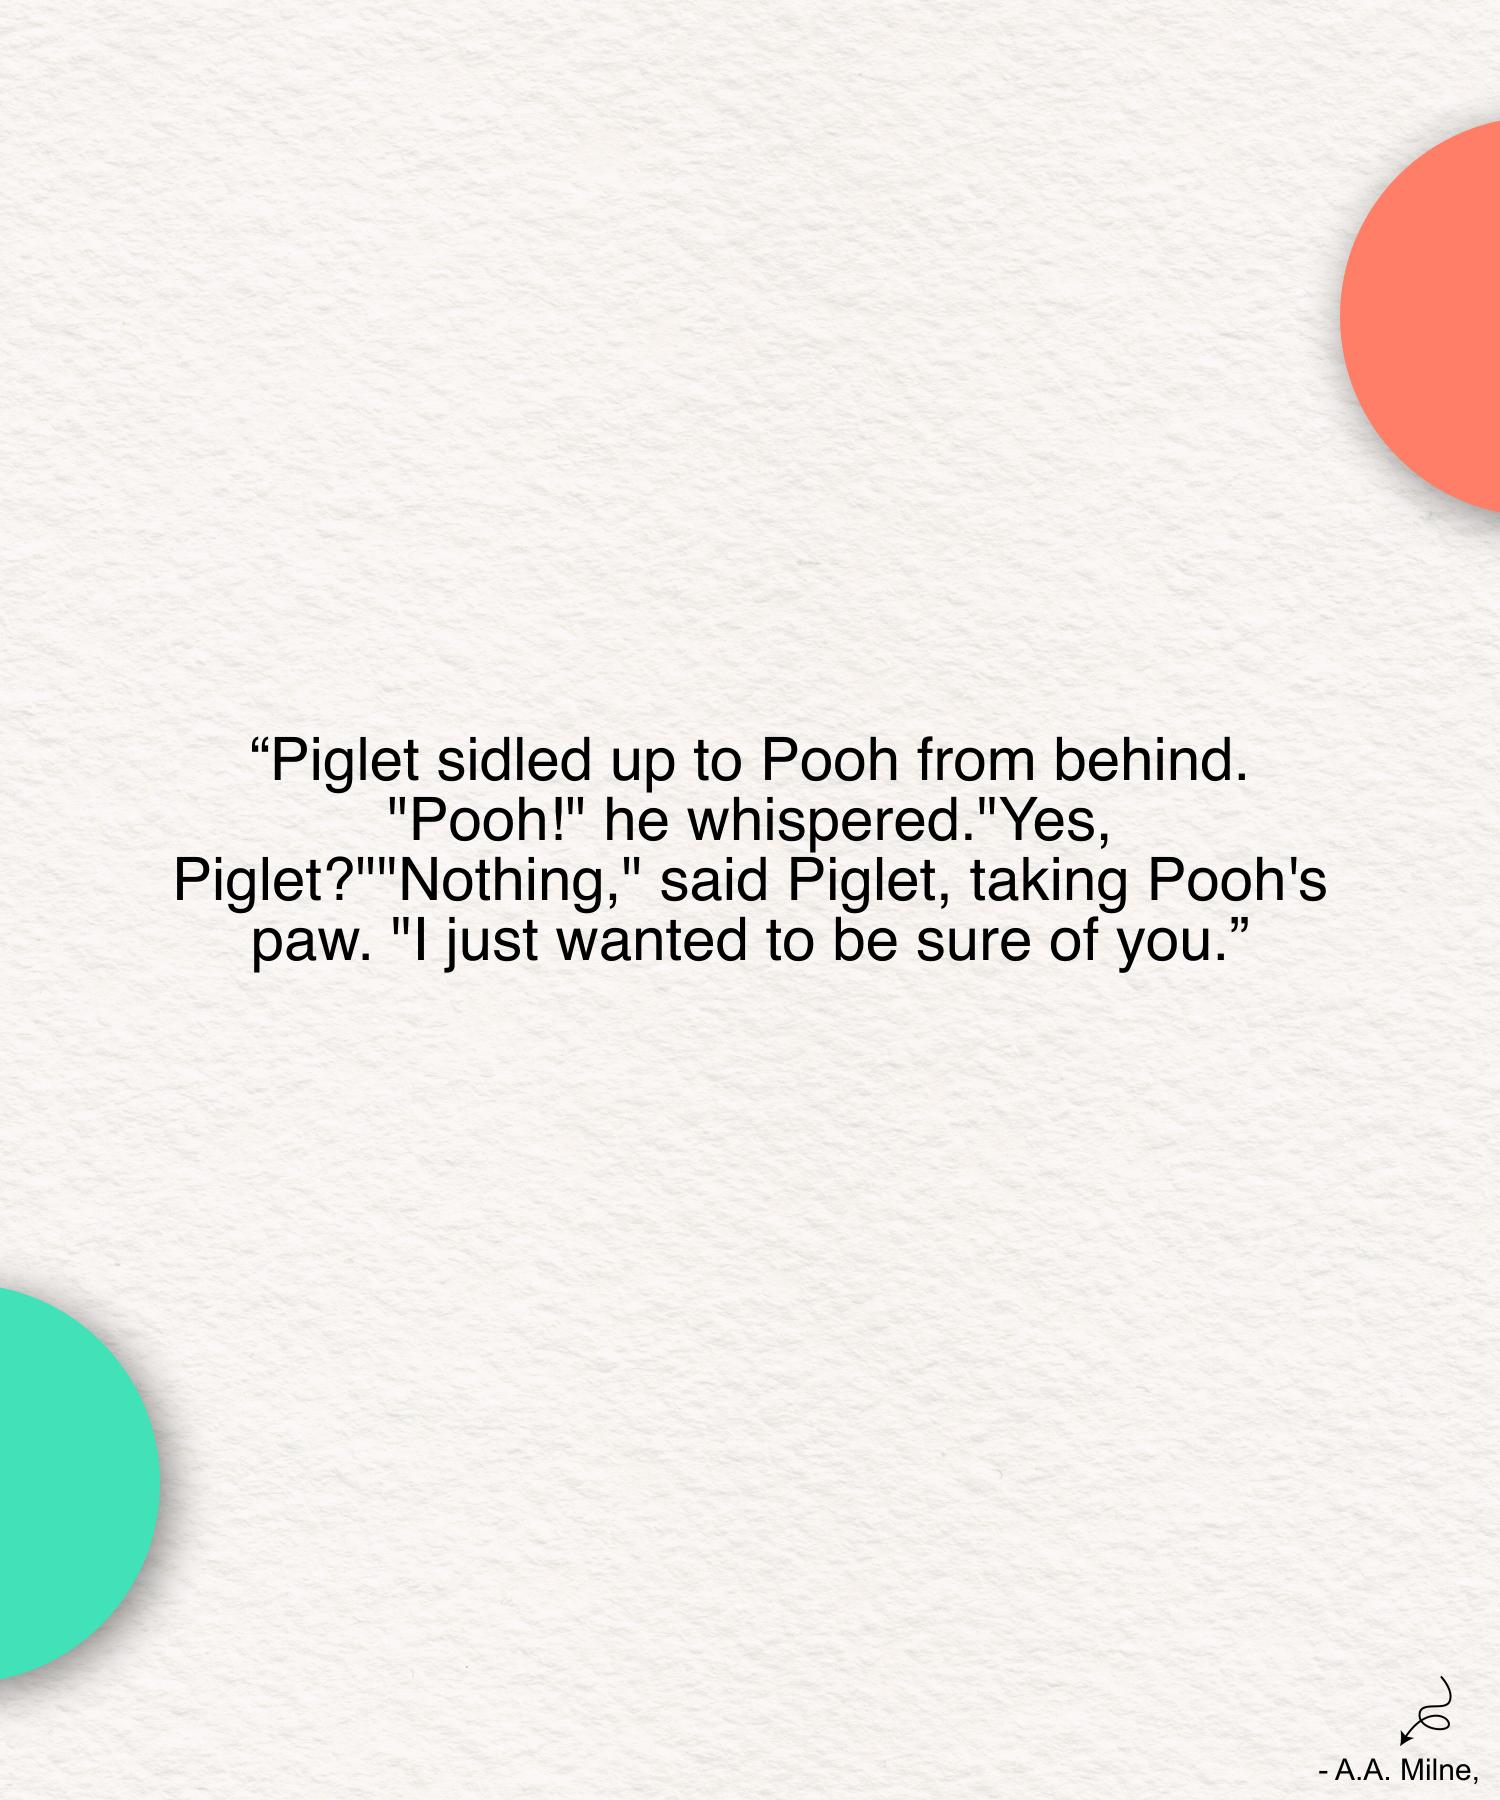 “Piglet sidled up to Pooh from behind.
"Pooh!" he whispered."Yes,
Piglet?""Nothing," said Piglet, taking Pooh's
paw. "I just wanted to be sure of you.”
- A.A. Milne,